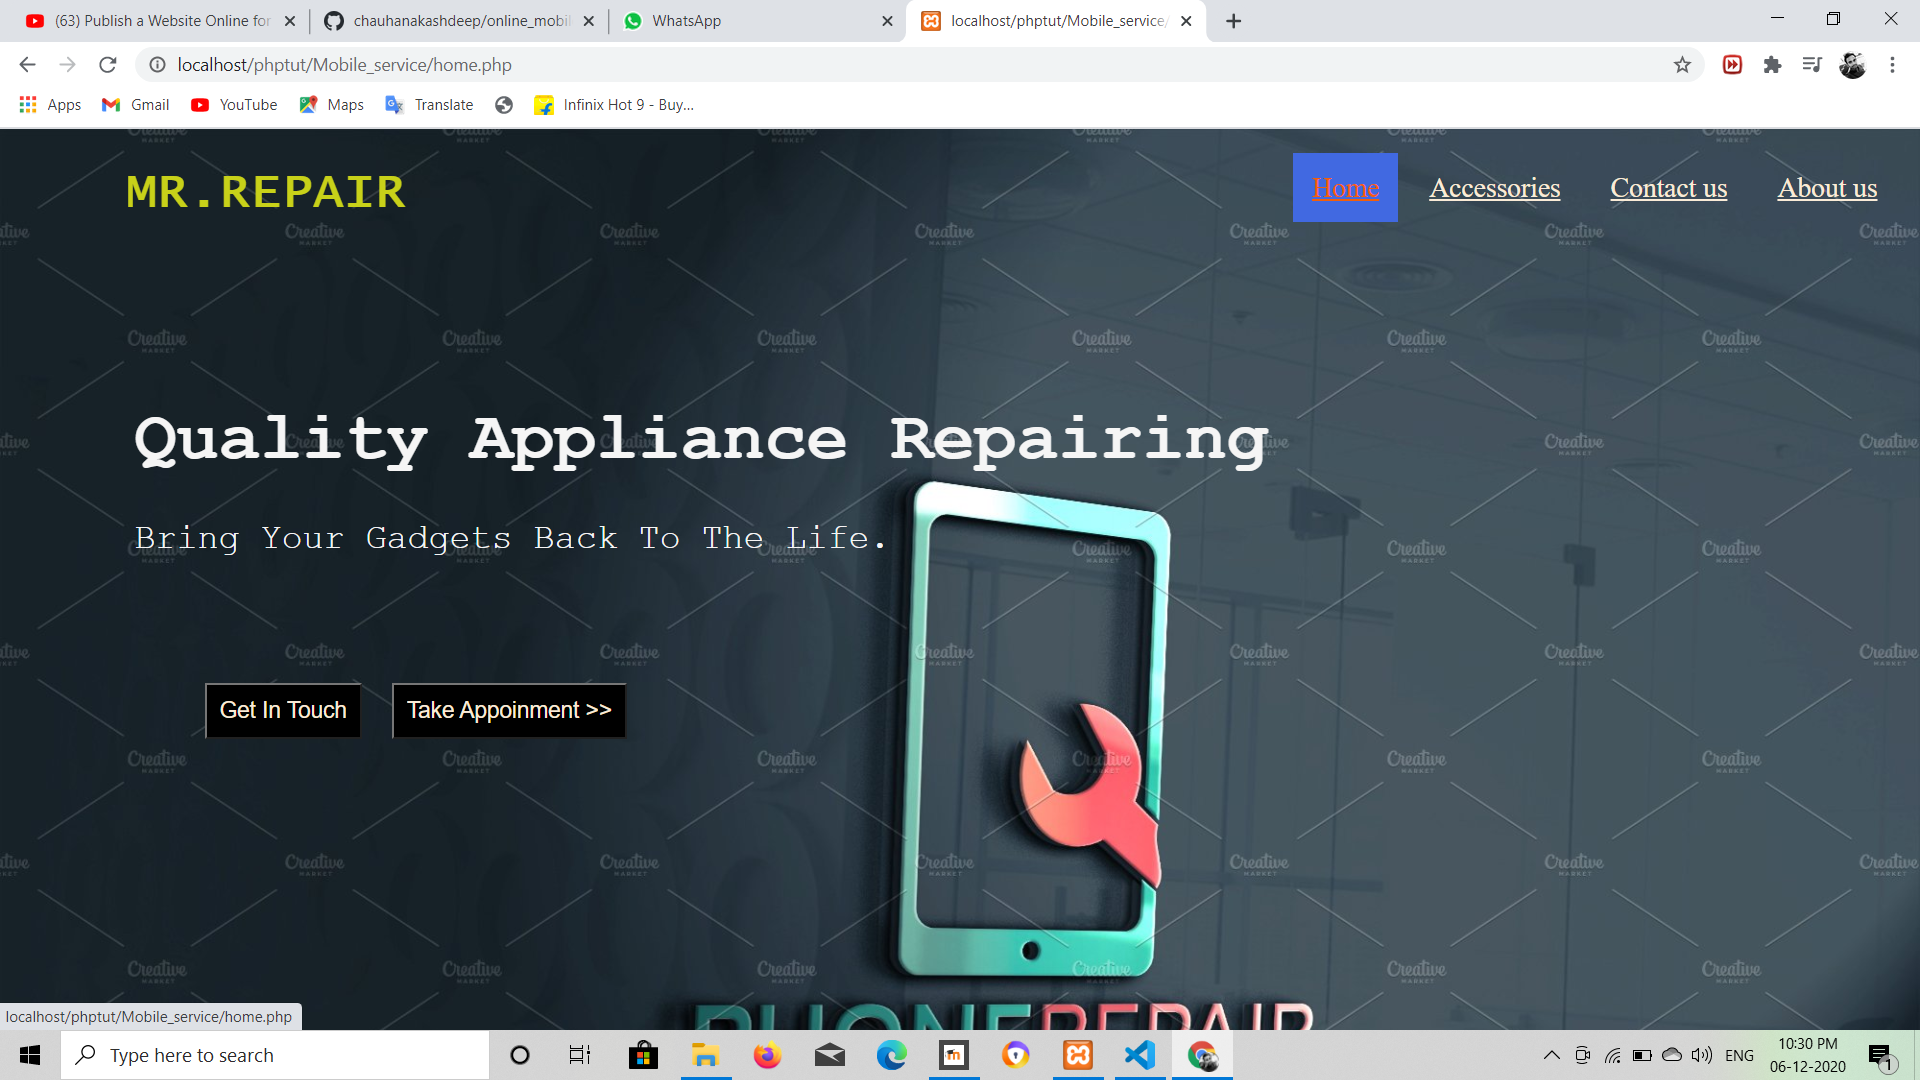 (63) Publish a Website Online for
chauhanakashdeep/online_mobil
WhatsApp
localhost/phptut/Mobile_service/
localhost/phptut/Mobile_service/home.php
Apps
Gmail
YouTube
Maps
Translate
Infinix Hot 9 - Buy...
MR.REPAIR
Home
Accessories
Contact us
About us
Quality Appliance Repairing
Bring Your Gadgets Back To The Life.
Get In Touch
Take Appoinment >>
Creative
MARKET
PHONEREPAIR
localhost/phptut/Mobile_service/home.php
Type here to search
ENG
10:30 PM
06-12-2020
1